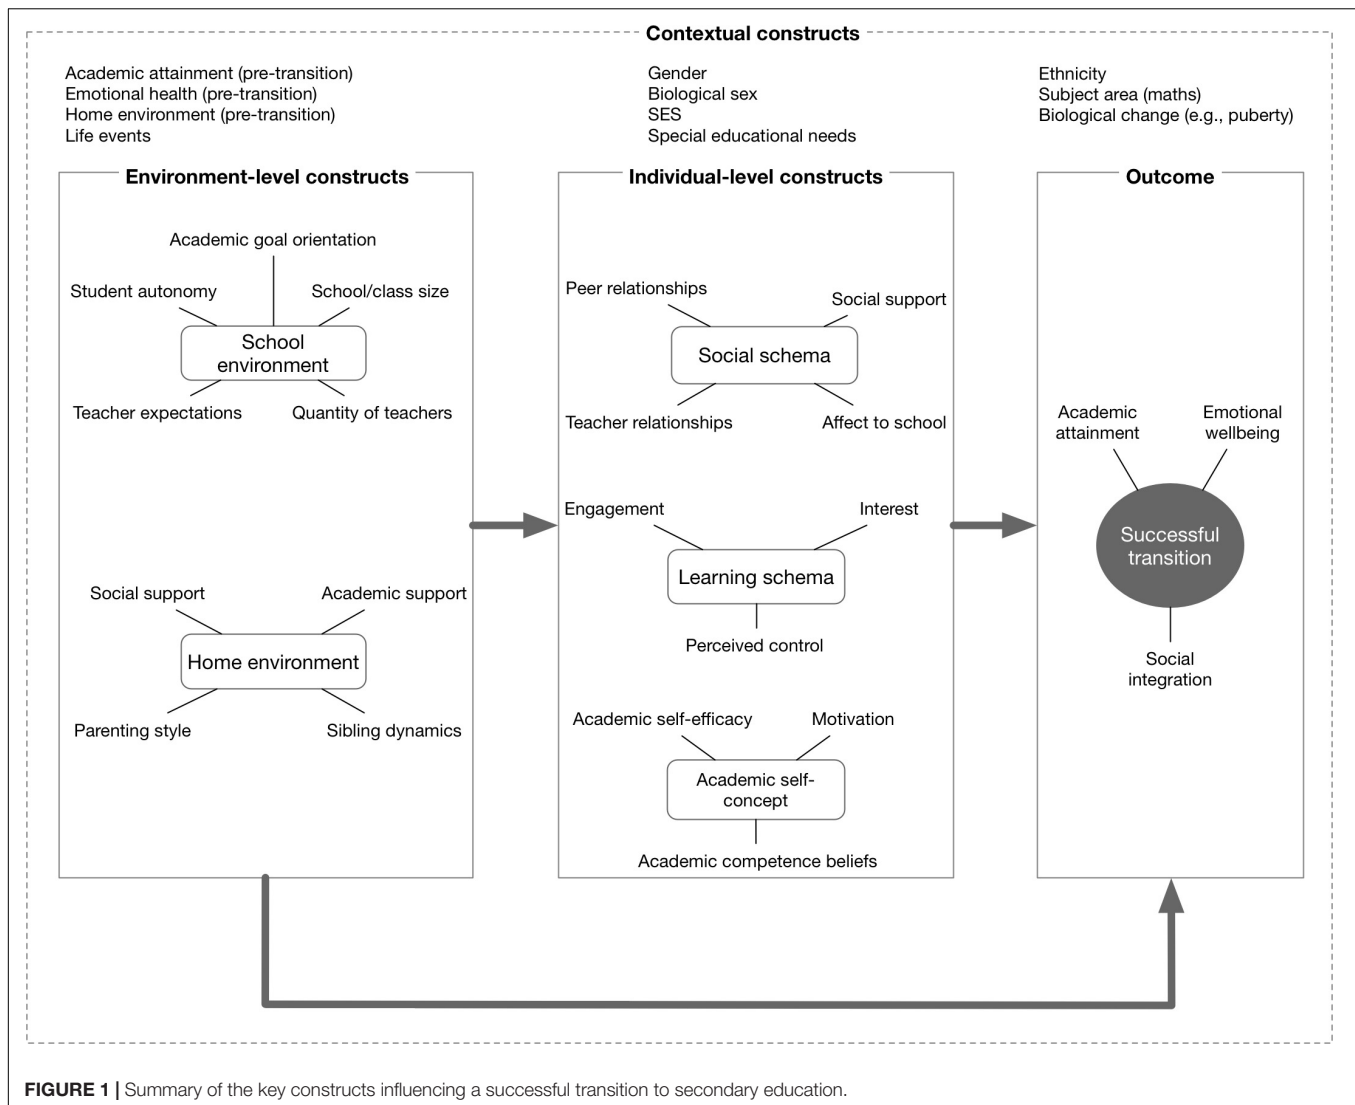 Contextual constructs
Academic attainment (pre-transition)
Emotional health (pre-transition)
Home environment (pre-transition)
Life events
Gender
Biological sex
SES
Special educational needs
Ethnicity
Subject area (maths)
Biological change (e.g., puberty)
Environment-level constructs
Academic goal orientation
Student autonomy
School/class size
School
environment
Teacher expectations
Quantity of teachers
Social support
Academic support
Home environment
Parenting style
Sibling dynamics
Individual-level constructs
Peer relationships
Social support
Social schema
Teacher relationships
Affect to school
Engagement
Interest
Learning schema
Perceived control
Academic self-efficacy
Motivation
Academic self-
concept
Academic competence beliefs
Outcome
Academic
attainment
Emotional
wellbeing
Successful
transition
Social
integration
FIGURE 1 | Summary of the key constructs influencing a successful transition to secondary education.